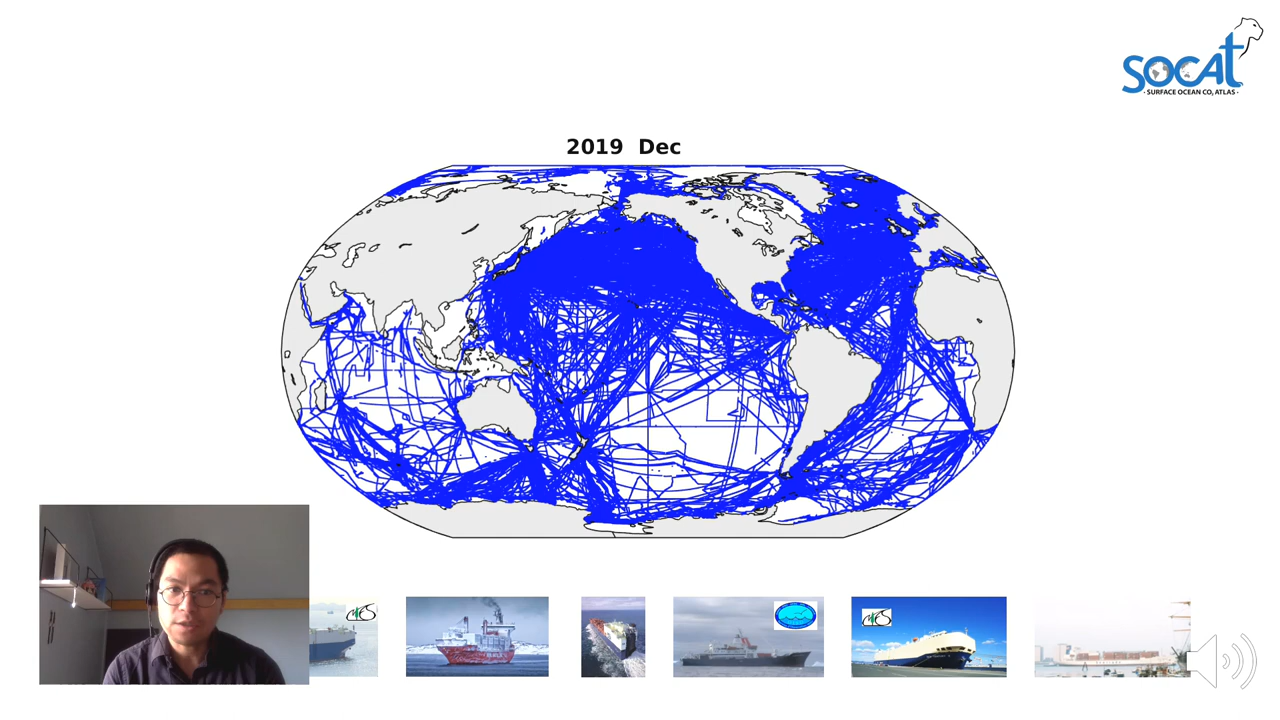 socat
· SURFACE OCEAN CO₂ ATLAS ·
2019 Dec